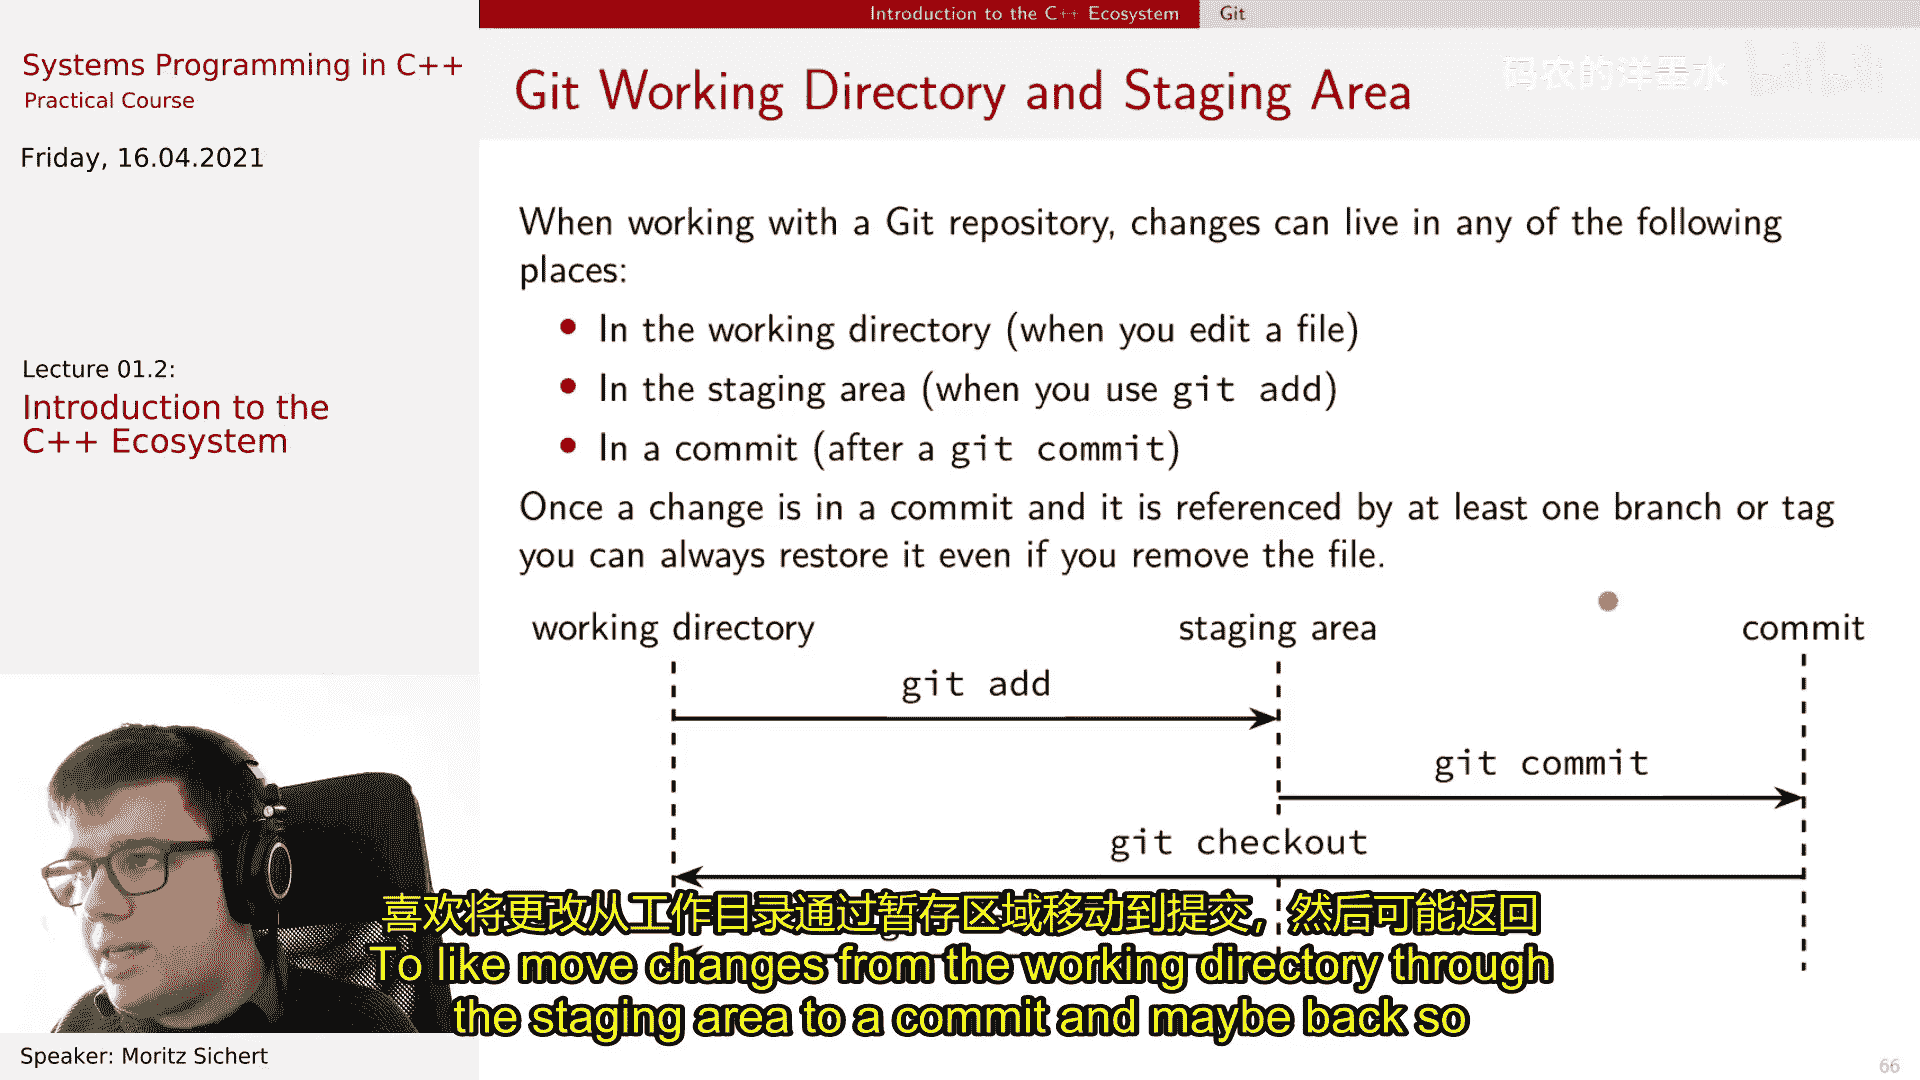 Introduction to the C++ Ecosystem
Git
Systems Programming in C++
Practical Course
Friday, 16.04.2021
Lecture 01.2:
Introduction to the
C++ Ecosystem
Git Working Directory and Staging Area
码农的洋墨水
When working with a Git repository, changes can live in any of the following
places:
• In the working directory (when you edit a file)
• In the staging area (when you use git add)
• In a commit (after a git commit)
Once a change is in a commit and it is referenced by at least one branch or tag
you can always restore it even if you remove the file.
working directory
staging area
commit
git add
git commit
git checkout
喜欢将更改从工作目录通过暂存区域移动到提交，然后可能返回
To like move changes from the working directory through
the staging area to a commit and maybe back so
Speaker: Moritz Sichert
66